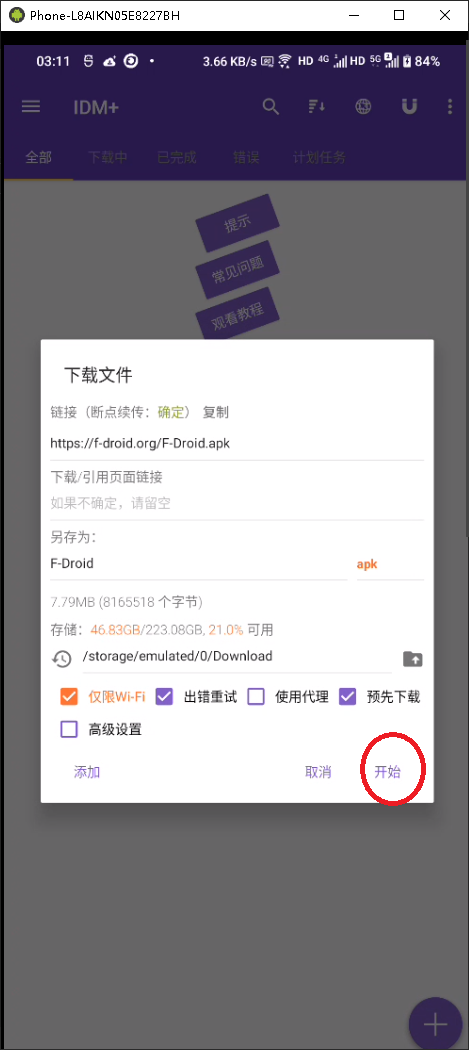 Phone-L8AIKN05E8227BH
03:11 3.66 KB/s HD 4G HD 5G 84%
IDM+
全部 下载中 已完成 错误 计划任务
提示
常见问题
观看教程
下载文件
链接（断点续传：确定） 复制
https://f-droid.org/F-Droid.apk
下载/引用页面链接
如果不确定，请留空
另存为：
F-Droid apk
7.79MB (8165518 个字节)
存储：46.83GB/223.08GB, 21.0% 可用
/storage/emulated/0/Download
仅限Wi-Fi 出错重试 使用代理 预先下载
高级设置
添加 取消 开始